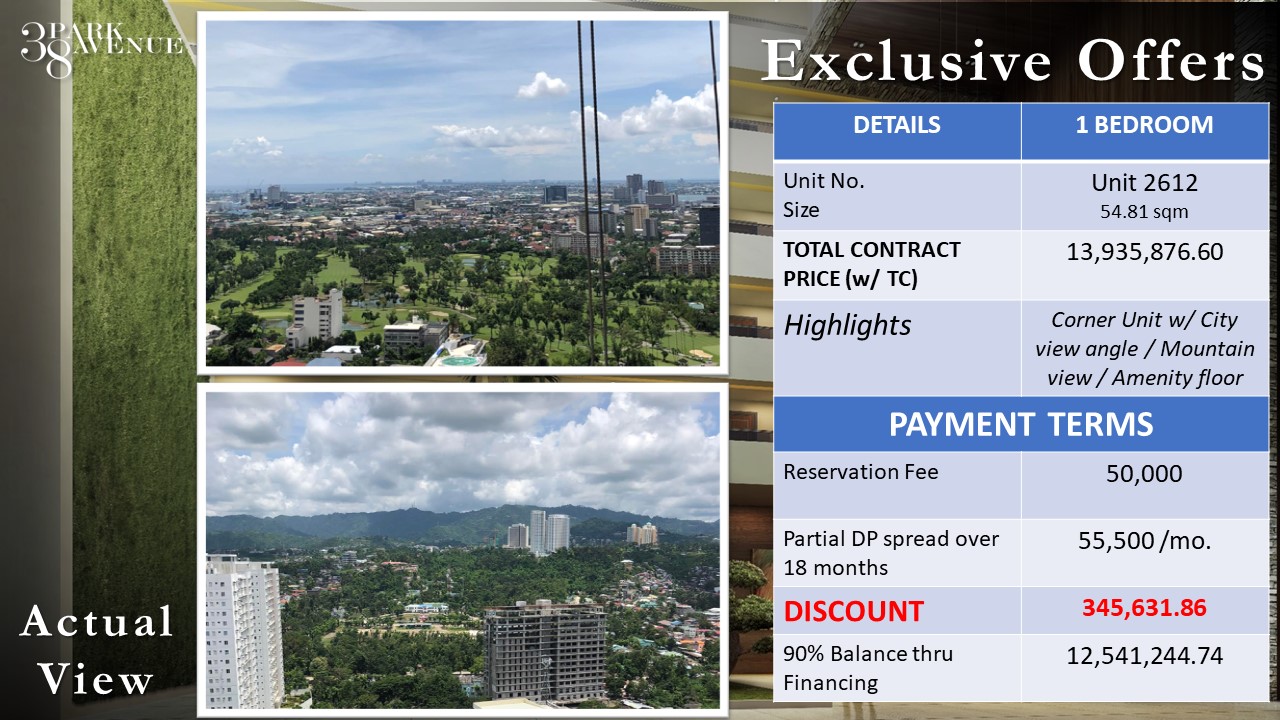 38 PARK
AVENUE
Exclusive Offers
DETAILS
1 BEDROOM
Unit No.
Size
Unit 2612
54.81 sqm
TOTAL CONTRACT
PRICE (w/ TC)
13,935,876.60
Highlights
Corner Unit w/ City
view angle / Mountain
view / Amenity floor
PAYMENT TERMS
Reservation Fee
50,000
Partial DP spread over
18 months
55,500 /mo.
DISCOUNT
345,631.86
90% Balance thru
Financing
12,541,244.74
Actual
View